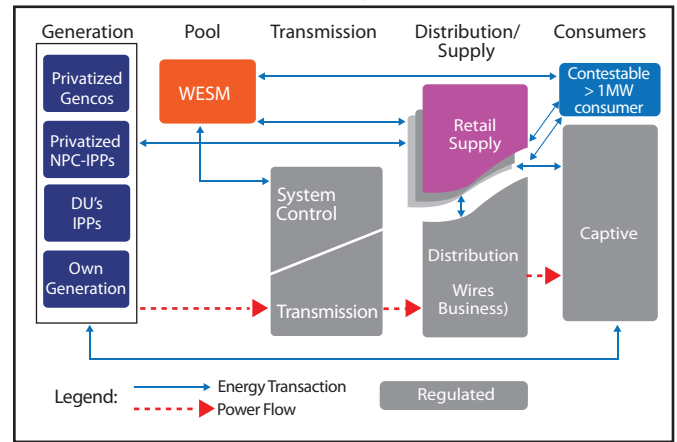 Generation
Pool
Transmission
Distribution/
Supply
Consumers
Privatized
Gencos
Privatized
NPC-IPPs
DU's
IPPs
Own
Generation
WESM
System
Control
Transmission
Retail
Supply
Distribution
Wires
Business)
Contestable
> 1MW
consumer
Captive
Legend:
Energy Transaction
Power Flow
Regulated